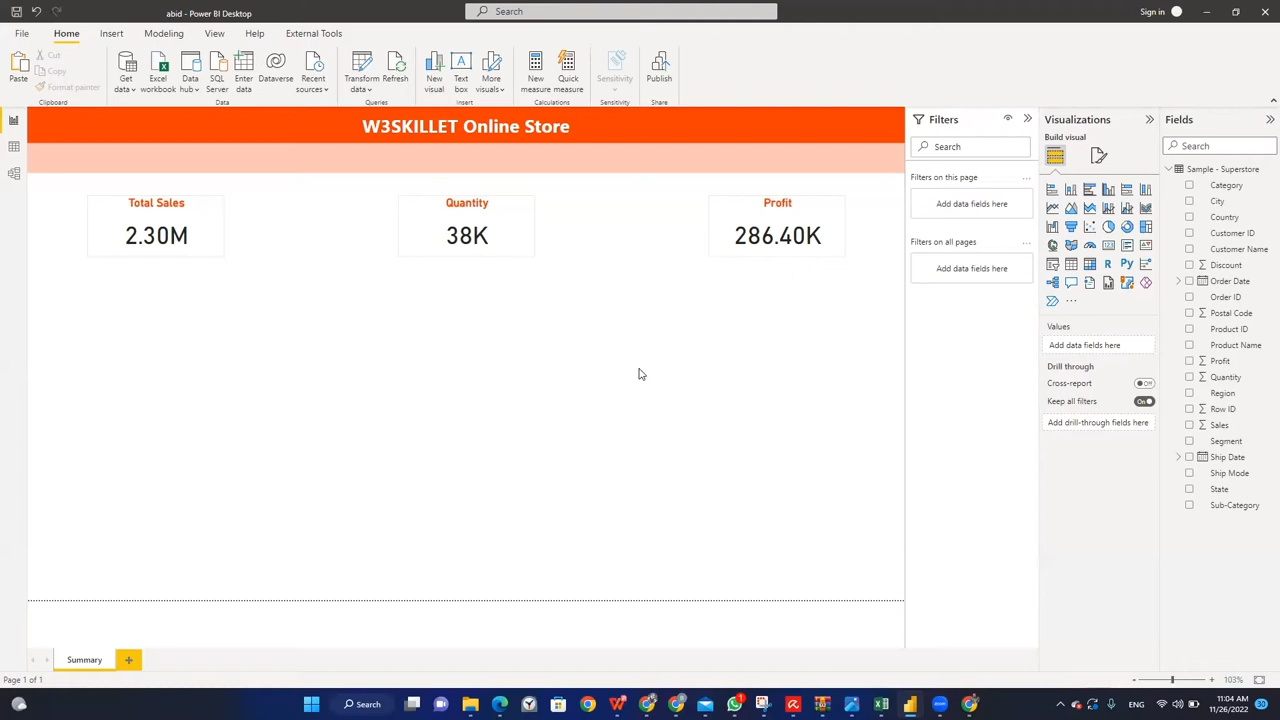 abid - Power BI Desktop
Search
Sign in
File
Home
Insert
Modeling
View
Help
External Tools
Paste
Cut
Copy
Format painter
Clipboard
Get data
Excel workbook
Data hub
SQL Server
Enter data
Dataverse
Recent sources
Data
Transform data
Refresh
Queries
New visual
Text box
More visuals
Insert
New measure
Quick measure
Calculations
Sensitivity
Sensitivity
Publish
Share
W3SKILLET Online Store
Total Sales
2.30M
Quantity
38K
Profit
286.40K
Filters
Search
Filters on this page
...
Add data fields here
Filters on all pages
...
Add data fields here
Visualizations
Build visual
R
Py
...
Values
Add data fields here
Drill through
Cross-report
Off
Keep all filters
On
Add drill-through fields here
Fields
Search
Sample - Superstore
Category
City
Country
Customer ID
Customer Name
Discount
Order Date
Order ID
Postal Code
Product ID
Product Name
Profit
Quantity
Region
Row ID
Sales
Segment
Ship Date
Ship Mode
State
Sub-Category
Summary
Page 1 of 1
103%
Search
1
ENG
11:04 AM
11/26/2022